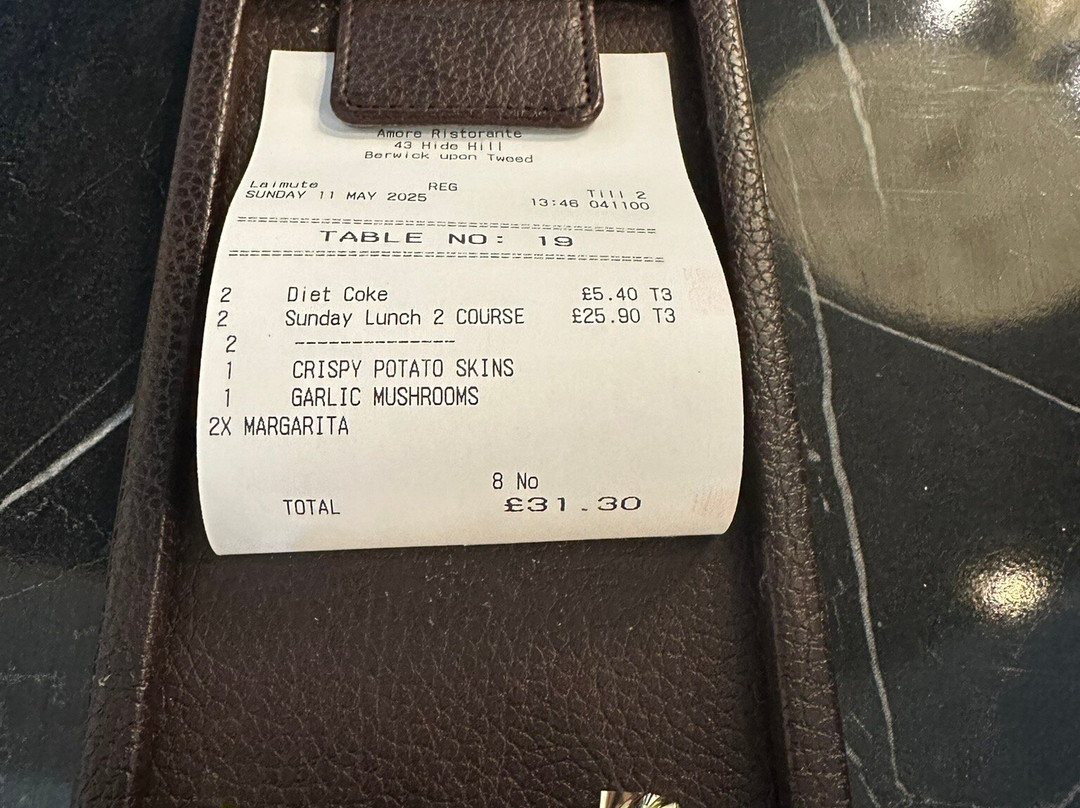 Amore Ristorante
43 Hide Hill
Berwick upon Tweed
Laimute REG Till 2
SUNDAY 11 MAY 2025 13:46 041100
========================================
TABLE NO: 19
========================================
2 Diet Coke £5.40 T3
2 Sunday Lunch 2 COURSE £25.90 T3
2 --------------
1 CRISPY POTATO SKINS
1 GARLIC MUSHROOMS
2X MARGARITA
8 No
TOTAL £31.30